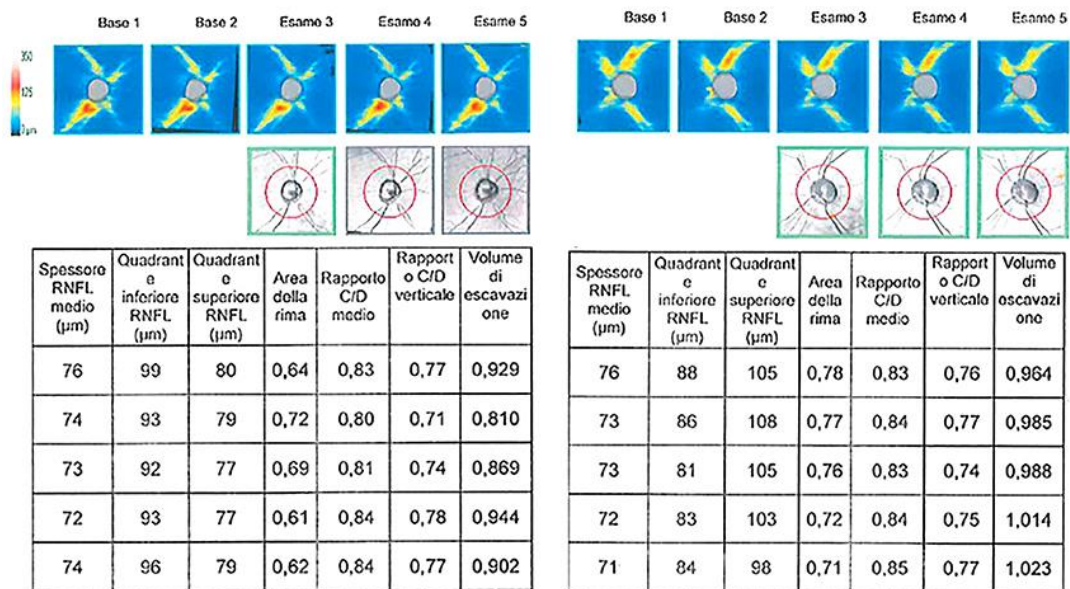 Base 1 Base 2 Esame 3 Esame 4 Esame 5
350
175
0 µm
Spessore RNFL medio (µm) Quadrante inferiore RNFL (µm) Quadrante superiore RNFL (µm) Area della rima Rapporto C/D medio Rapporto C/D verticale Volume di escavazione
76 99 80 0,64 0,83 0,77 0,929
74 93 79 0,72 0,80 0,71 0,810
73 92 77 0,69 0,81 0,74 0,869
72 93 77 0,61 0,84 0,78 0,944
74 96 79 0,62 0,84 0,77 0,902
Base 1 Base 2 Esame 3 Esame 4 Esame 5
Spessore RNFL medio (µm) Quadrante inferiore RNFL (µm) Quadrante superiore RNFL (µm) Area della rima Rapporto C/D medio Rapporto C/D verticale Volume di escavazione
76 88 105 0,78 0,83 0,76 0,964
73 86 108 0,77 0,84 0,77 0,985
73 81 105 0,76 0,83 0,74 0,988
72 83 103 0,72 0,84 0,75 1,014
71 84 98 0,71 0,85 0,77 1,023